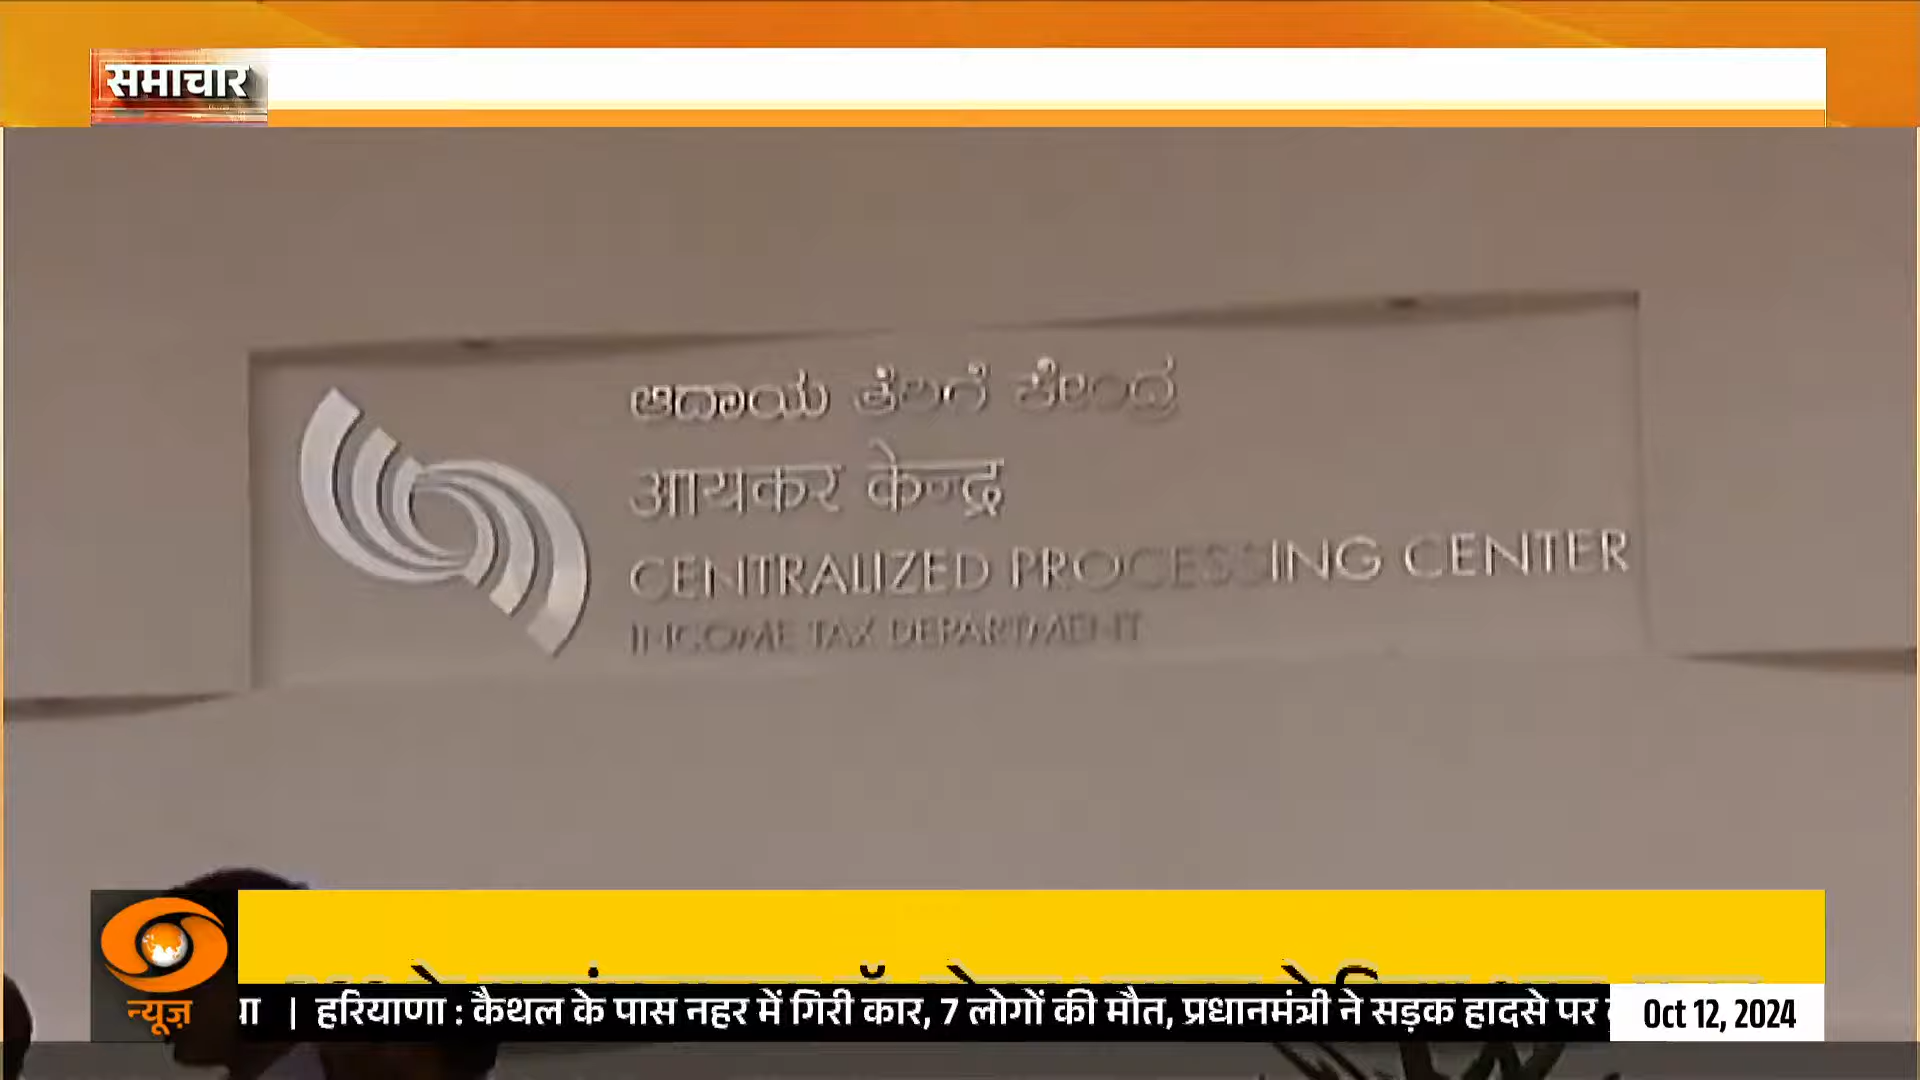 समाचार
ಆದಾಯ ತೆರಿಗೆ ಕೇಂದ್ರ
आयकर केन्द्र
CENTRALIZED PROCESSING CENTER
INCOME TAX DEPARTMENT
न्यूज़
| हरियाणा : कैथल के पास नहर में गिरी कार, 7 लोगों की मौत, प्रधानमंत्री ने सड़क हादसे पर
Oct 12, 2024